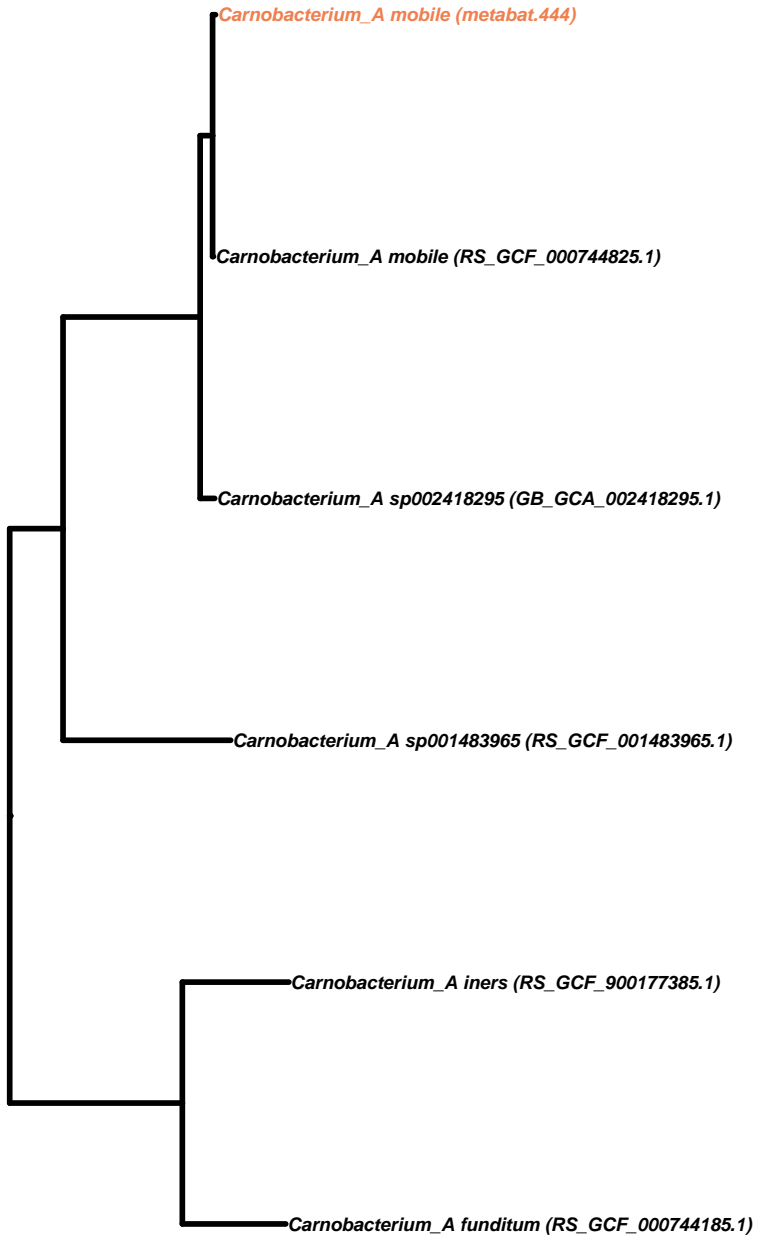 Carnobacterium_A mobile (metabat.444)
Carnobacterium_A mobile (RS_GCF_000744825.1)
Carnobacterium_A sp002418295 (GB_GCA_002418295.1)
Carnobacterium_A sp001483965 (RS_GCF_001483965.1)
Carnobacterium_A iners (RS_GCF_900177385.1)
Carnobacterium_A funditum (RS_GCF_000744185.1)